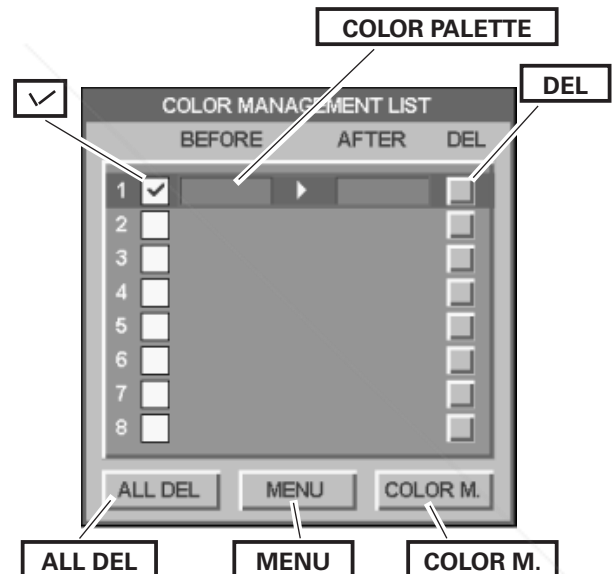 COLOR PALETTE
DEL
COLOR MANAGEMENT LIST
BEFORE AFTER DEL
1
2
3
4
5
6
7
8
ALL DEL MENU COLOR M.
ALL DEL MENU COLOR M.